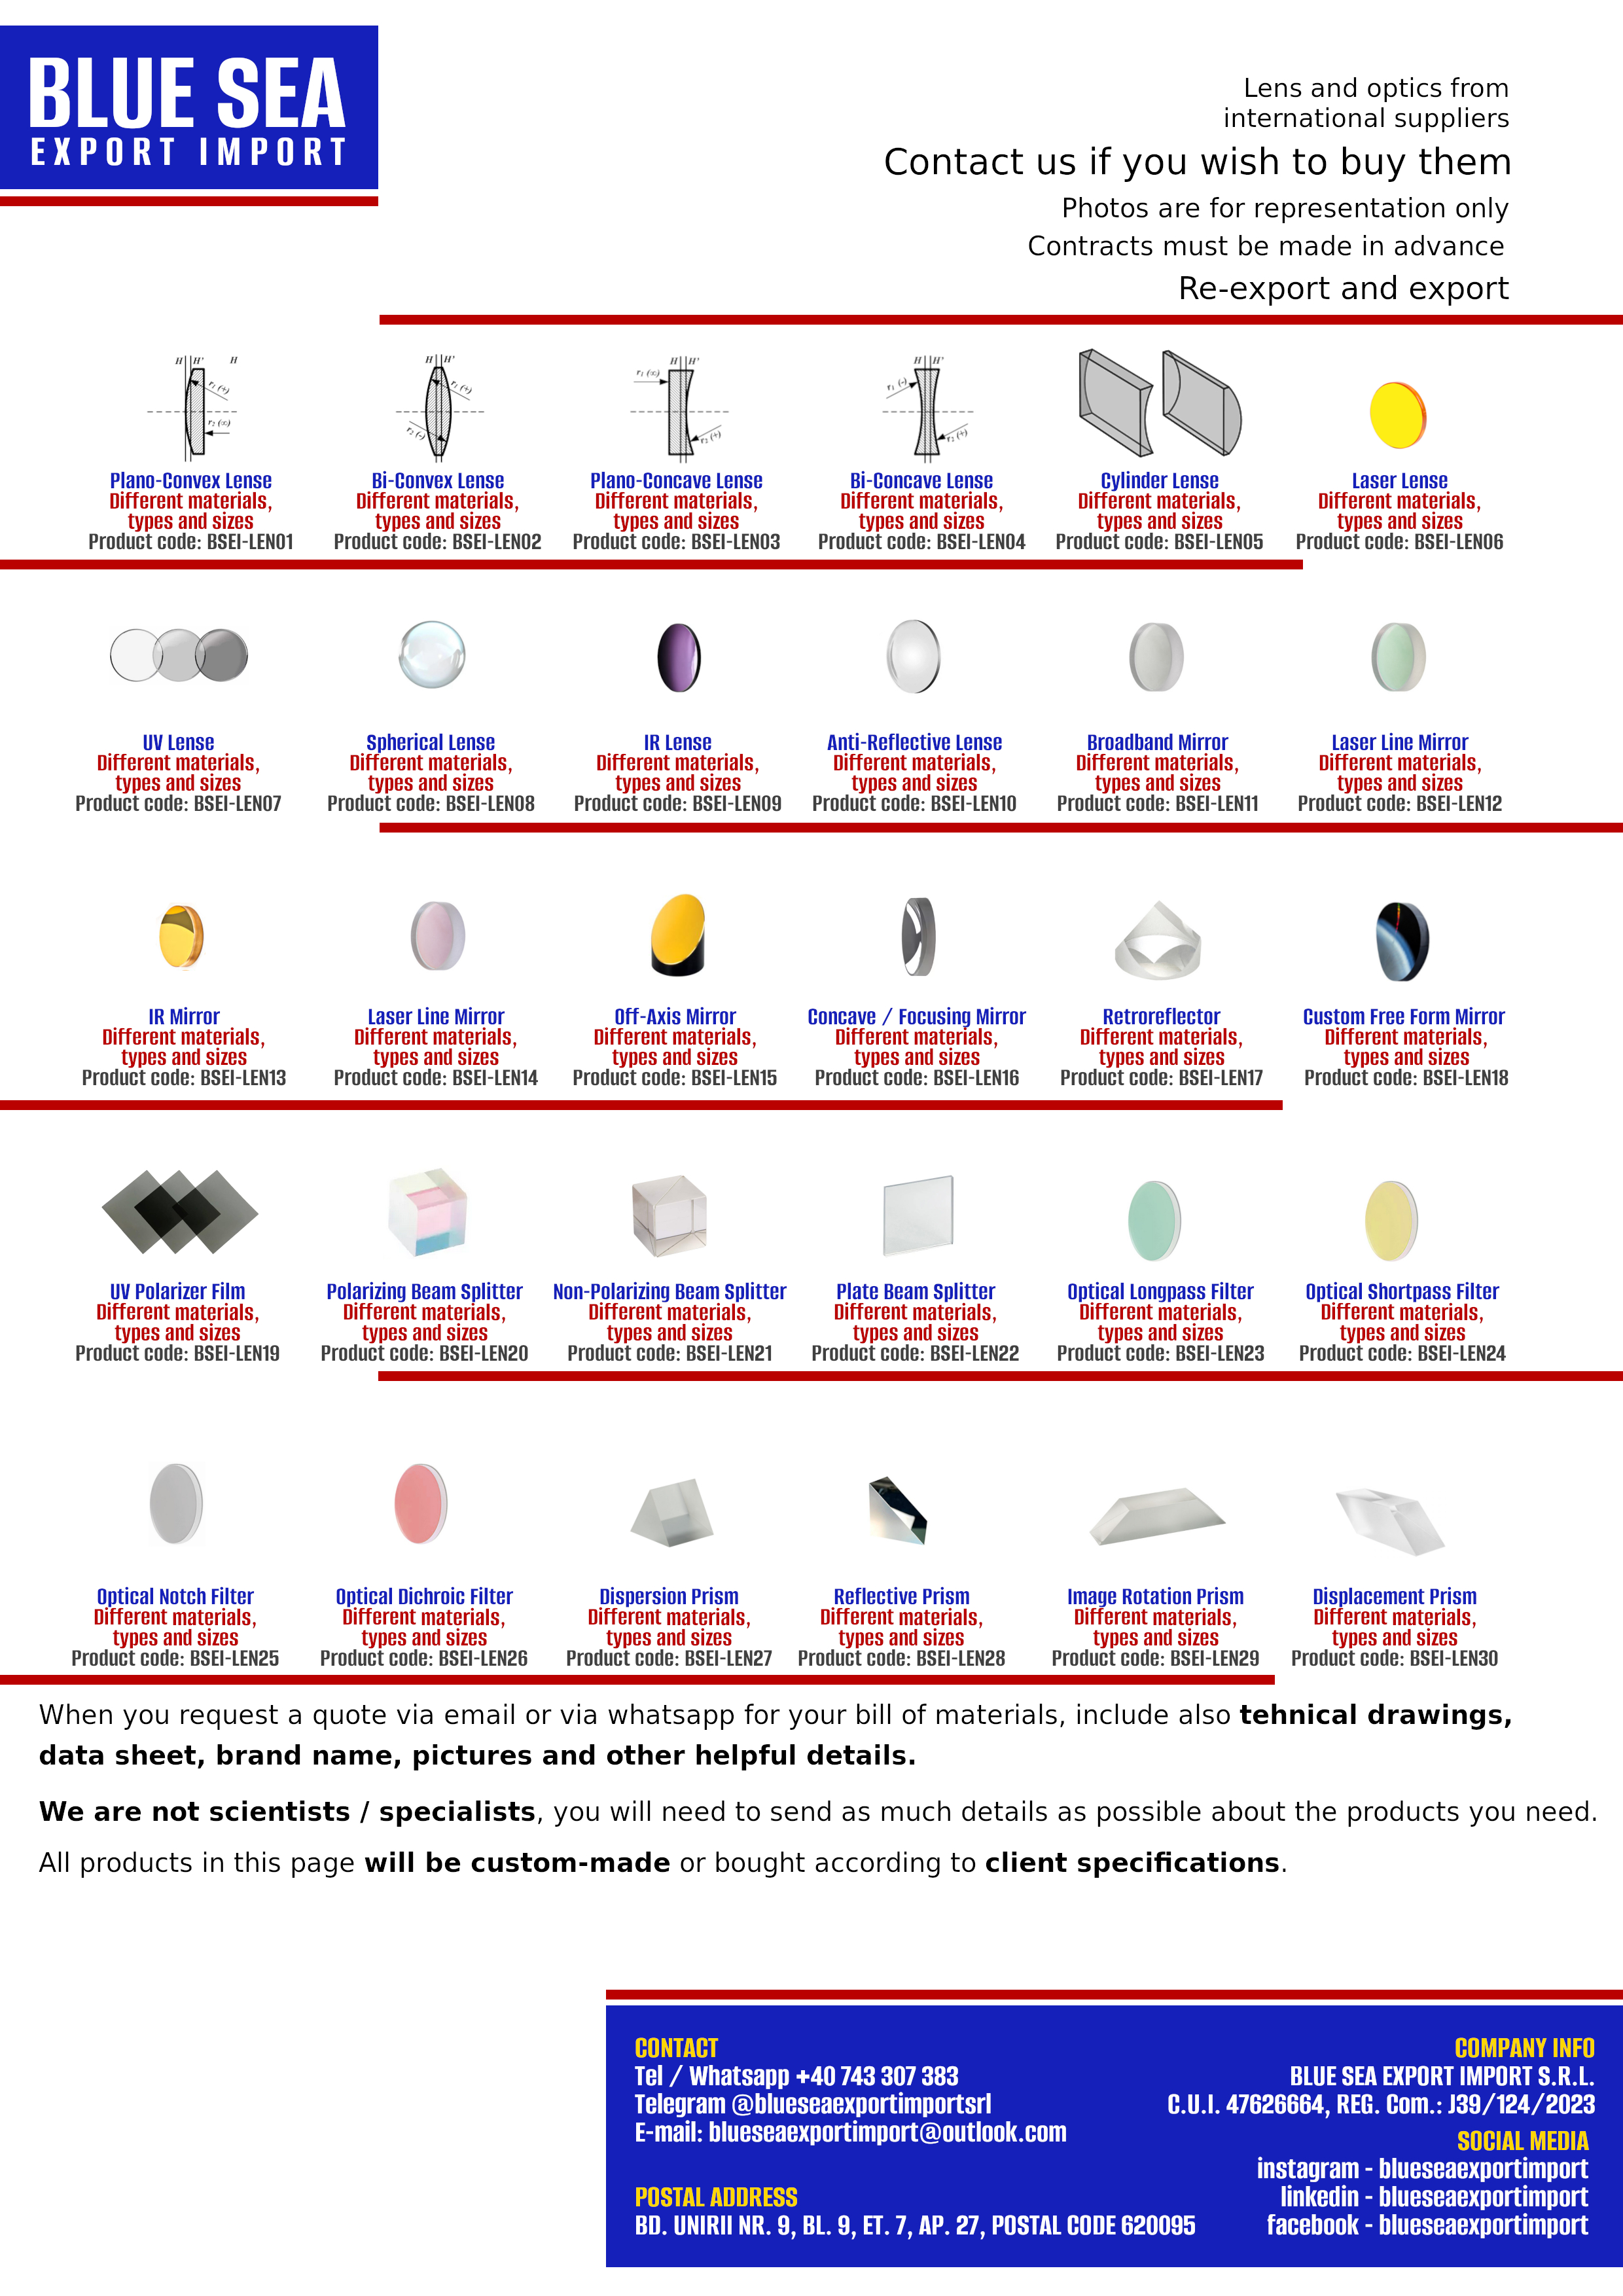 BLUE SEA
EXPORT IMPORT
Lens and optics from
international suppliers
Contact us if you wish to buy them
Photos are for representation only
Contracts must be made in advance
Re-export and export
H H' H
r₁ (+)
r₂ (∞)
Plano-Convex Lense
Different materials,
types and sizes
Product code: BSEI-LEN01
H H'
r₁ (+)
r₂ (-)
Bi-Convex Lense
Different materials,
types and sizes
Product code: BSEI-LEN02
H H'
r₁ (∞)
r₂ (+)
Plano-Concave Lense
Different materials,
types and sizes
Product code: BSEI-LEN03
H H'
r₁ (-)
r₂ (+)
Bi-Concave Lense
Different materials,
types and sizes
Product code: BSEI-LEN04
Cylinder Lense
Different materials,
types and sizes
Product code: BSEI-LEN05
Laser Lense
Different materials,
types and sizes
Product code: BSEI-LEN06
UV Lense
Different materials,
types and sizes
Product code: BSEI-LEN07
Spherical Lense
Different materials,
types and sizes
Product code: BSEI-LEN08
IR Lense
Different materials,
types and sizes
Product code: BSEI-LEN09
Anti-Reflective Lense
Different materials,
types and sizes
Product code: BSEI-LEN10
Broadband Mirror
Different materials,
types and sizes
Product code: BSEI-LEN11
Laser Line Mirror
Different materials,
types and sizes
Product code: BSEI-LEN12
IR Mirror
Different materials,
types and sizes
Product code: BSEI-LEN13
Laser Line Mirror
Different materials,
types and sizes
Product code: BSEI-LEN14
Off-Axis Mirror
Different materials,
types and sizes
Product code: BSEI-LEN15
Concave / Focusing Mirror
Different materials,
types and sizes
Product code: BSEI-LEN16
Retroreflector
Different materials,
types and sizes
Product code: BSEI-LEN17
Custom Free Form Mirror
Different materials,
types and sizes
Product code: BSEI-LEN18
UV Polarizer Film
Different materials,
types and sizes
Product code: BSEI-LEN19
Polarizing Beam Splitter
Different materials,
types and sizes
Product code: BSEI-LEN20
Non-Polarizing Beam Splitter
Different materials,
types and sizes
Product code: BSEI-LEN21
Plate Beam Splitter
Different materials,
types and sizes
Product code: BSEI-LEN22
Optical Longpass Filter
Different materials,
types and sizes
Product code: BSEI-LEN23
Optical Shortpass Filter
Different materials,
types and sizes
Product code: BSEI-LEN24
Optical Notch Filter
Different materials,
types and sizes
Product code: BSEI-LEN25
Optical Dichroic Filter
Different materials,
types and sizes
Product code: BSEI-LEN26
Dispersion Prism
Different materials,
types and sizes
Product code: BSEI-LEN27
Reflective Prism
Different materials,
types and sizes
Product code: BSEI-LEN28
Image Rotation Prism
Different materials,
types and sizes
Product code: BSEI-LEN29
Displacement Prism
Different materials,
types and sizes
Product code: BSEI-LEN30
When you request a quote via email or via whatsapp for your bill of materials, include also tehnical drawings,
data sheet, brand name, pictures and other helpful details.
We are not scientists / specialists, you will need to send as much details as possible about the products you need.
All products in this page will be custom-made or bought according to client specifications.
CONTACT
Tel / Whatsapp +40 743 307 383
Telegram @blueseaexportimportsrl
E-mail: blueseaexportimport@outlook.com
POSTAL ADDRESS
BD. UNIRII NR. 9, BL. 9, ET. 7, AP. 27, POSTAL CODE 620095
COMPANY INFO
BLUE SEA EXPORT IMPORT S.R.L.
C.U.I. 47626664, REG. Com.: J39/124/2023
SOCIAL MEDIA
instagram - blueseaexportimport
linkedin - blueseaexportimport
facebook - blueseaexportimport